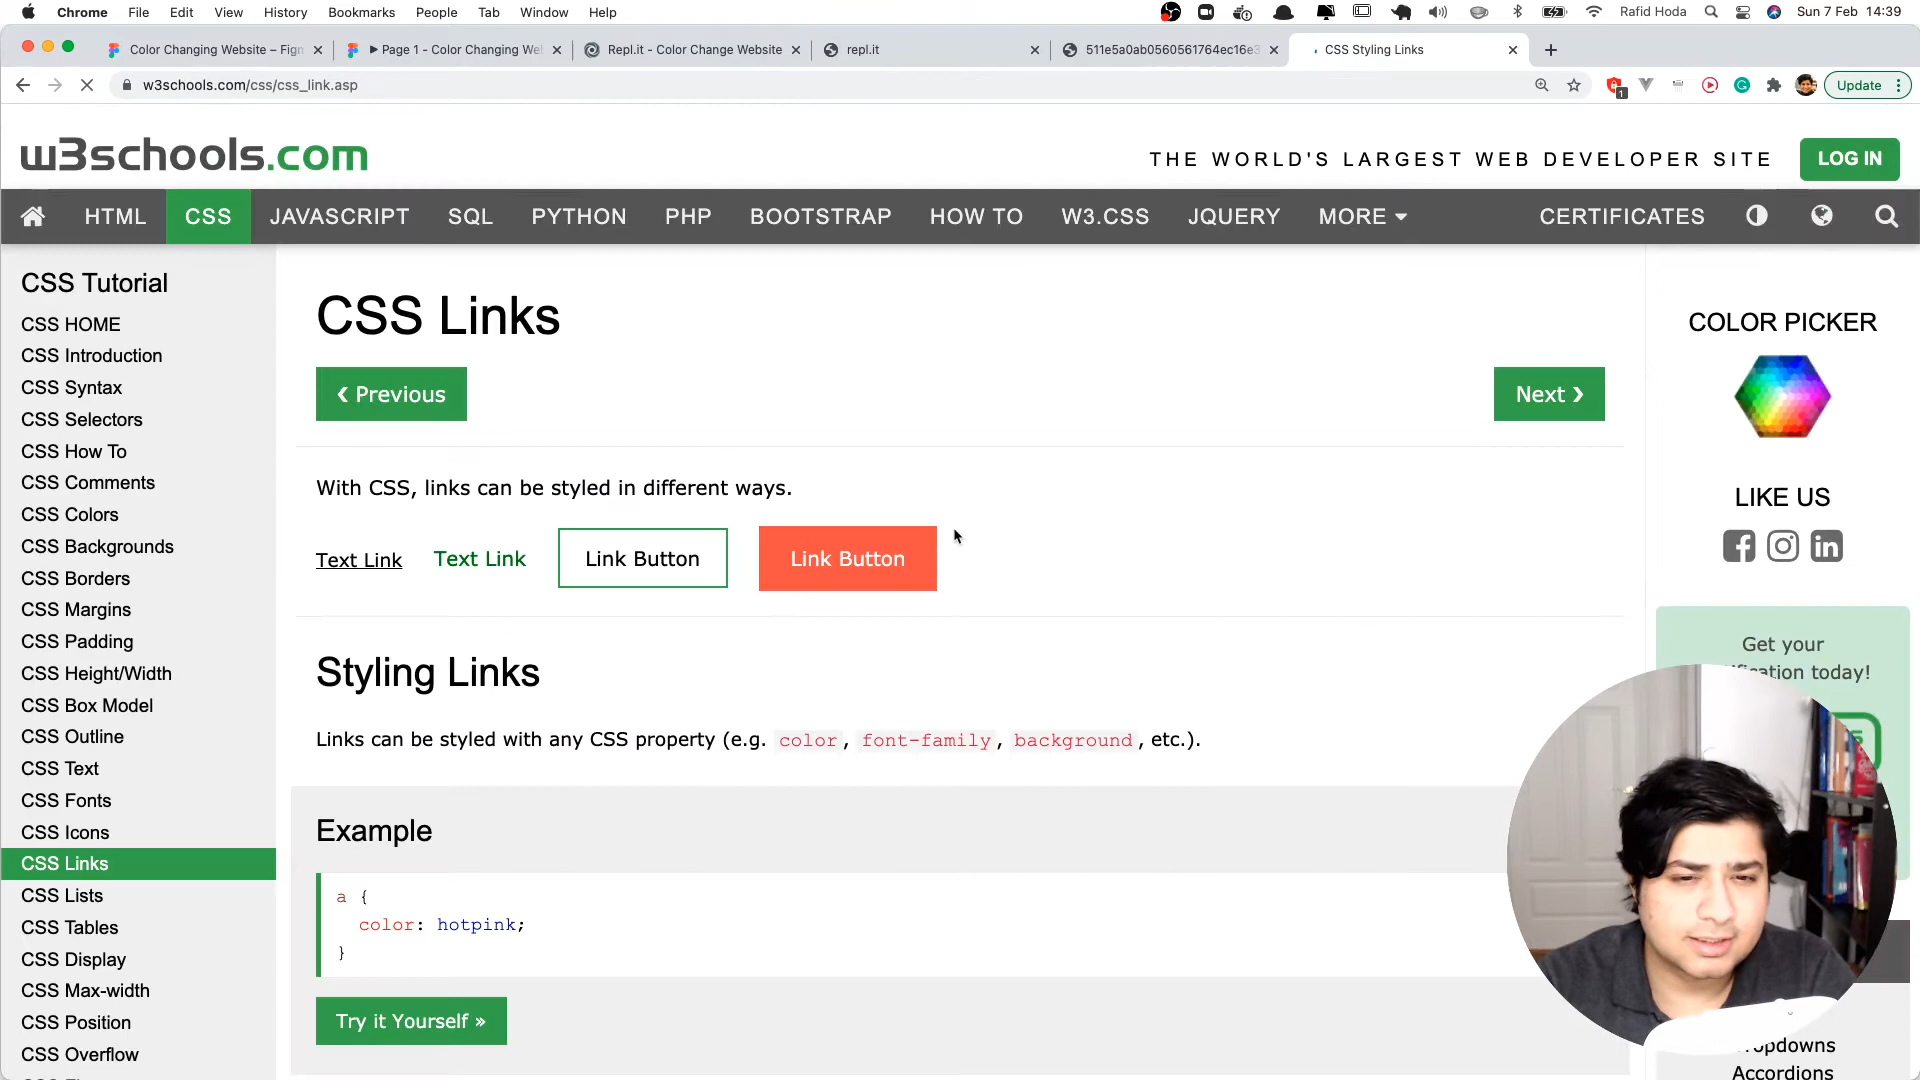 Chrome File Edit View History Bookmarks People Tab Window Help Rafid Hoda Sun 7 Feb 14:39
Color Changing Website – Figm Page 1 - Color Changing We Repl.it - Color Change Website repl.it 511e5a0ab0560561764ec16e3 CSS Styling Links
w3schools.com/css/css_link.asp 1 Update
w3schools.com THE WORLD'S LARGEST WEB DEVELOPER SITE LOG IN
HTML CSS JAVASCRIPT SQL PYTHON PHP BOOTSTRAP HOW TO W3.CSS JQUERY MORE CERTIFICATES
CSS Tutorial
CSS HOME
CSS Introduction
CSS Syntax
CSS Selectors
CSS How To
CSS Comments
CSS Colors
CSS Backgrounds
CSS Borders
CSS Margins
CSS Padding
CSS Height/Width
CSS Box Model
CSS Outline
CSS Text
CSS Fonts
CSS Icons
CSS Links
CSS Lists
CSS Tables
CSS Display
CSS Max-width
CSS Position
CSS Overflow
CSS Links
❮ Previous Next ❯
With CSS, links can be styled in different ways.
Text Link Text Link Link Button Link Button
Styling Links
Links can be styled with any CSS property (e.g. color, font-family, background, etc.).
Example
a {
color: hotpink;
}
Try it Yourself »
COLOR PICKER
LIKE US
Get your
today!
Accordions